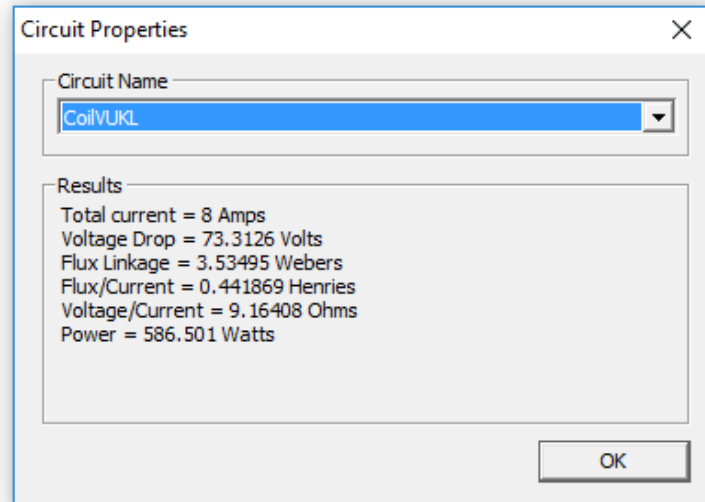 Circuit Properties
Circuit Name
CoilVUKL
Results
Total current = 8 Amps
Voltage Drop = 73.3126 Volts
Flux Linkage = 3.53495 Webers
Flux/Current = 0.441869 Henries
Voltage/Current = 9.16408 Ohms
Power = 586.501 Watts
OK